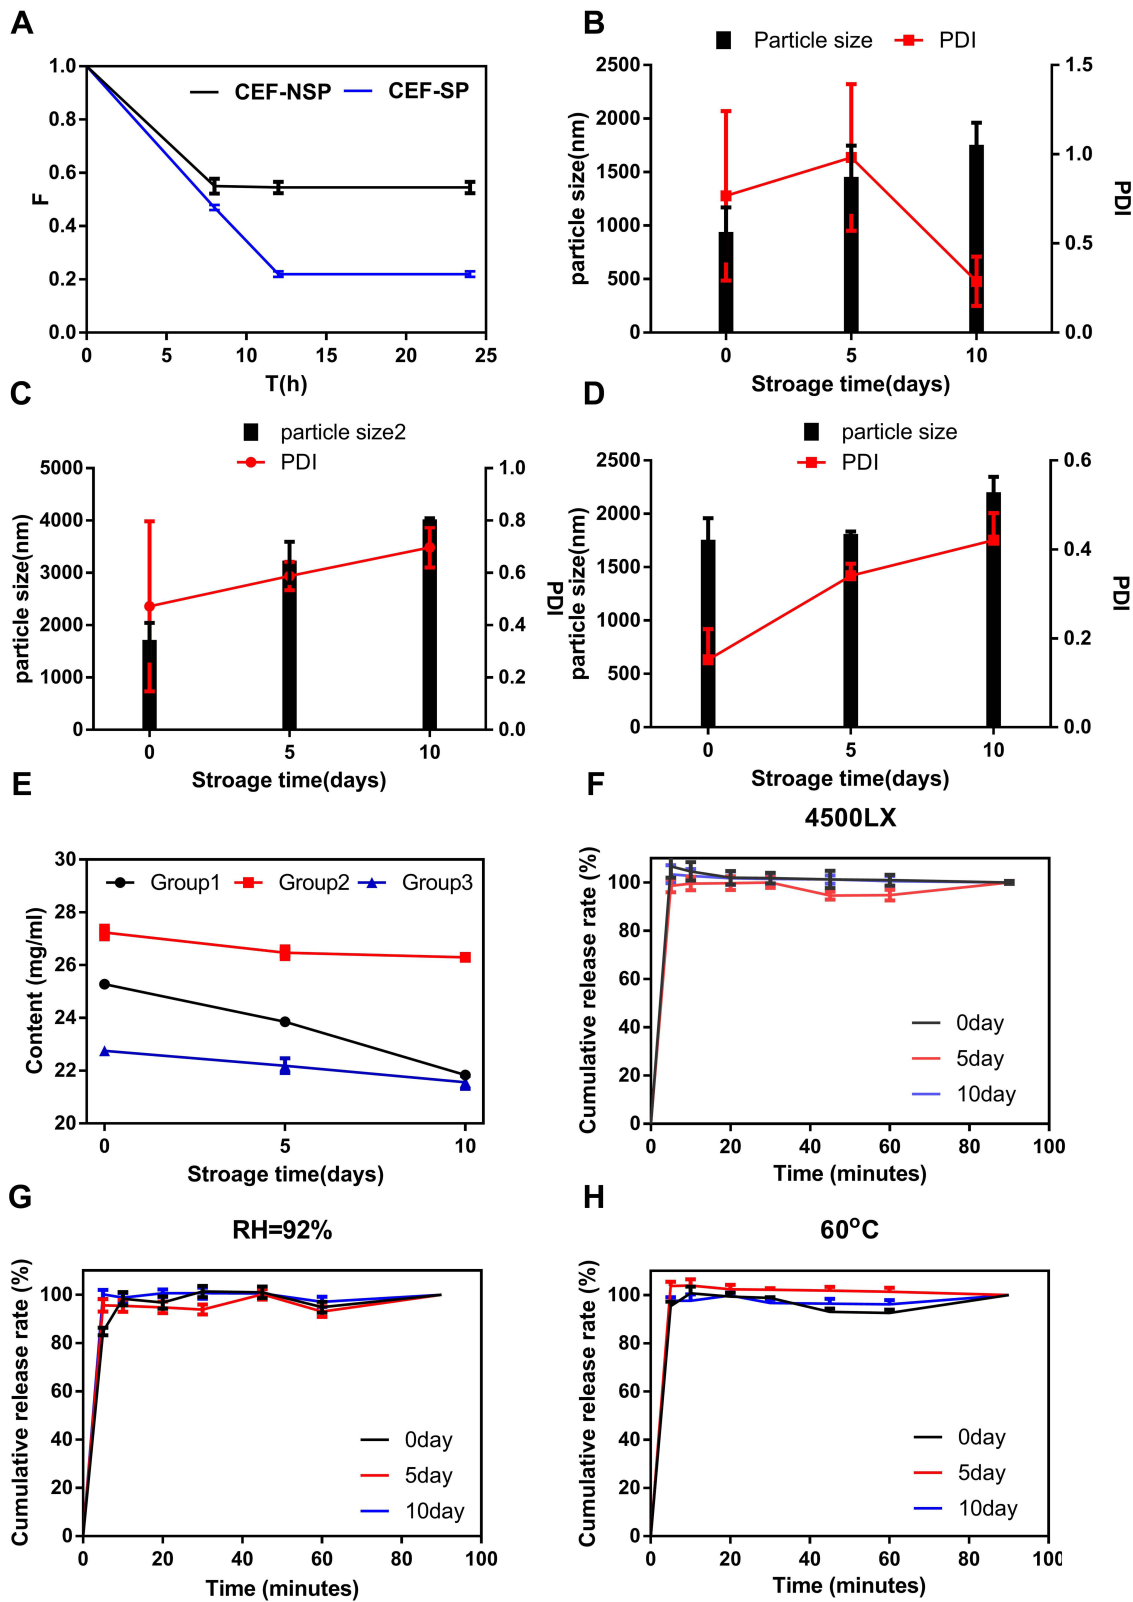 A
1.0
0.8
0.6
0.4
0.2
0.0
F
CEF-NSP CEF-SP
0 5 10 15 20 25
T(h)
B
Particle size PDI
2500
2000
1500
1000
500
0
particle size(nm)
1.5
1.0
0.5
0.0
PDI
0 5 10
Stroage time(days)
C
particle size2
PDI
5000
4000
3000
2000
1000
0
particle size(nm)
1.0
0.8
0.6
0.4
0.2
0.0
PDI
0 5 10
Stroage time(days)
D
particle size
PDI
2500
2000
1500
1000
500
0
particle size(nm)
0.6
0.4
0.2
0.0
PDI
0 5 10
Stroage time(days)
E
30
28
26
24
22
20
Content (mg/ml)
Group1 Group2 Group3
0 5 10
Stroage time(days)
F
4500LX
100
80
60
40
20
0
Cumulative release rate (%)
0day
5day
10day
0 20 40 60 80 100
Time (minutes)
G
RH=92%
100
80
60
40
20
0
Cumulative release rate (%)
0day
5day
10day
0 20 40 60 80 100
Time (minutes)
H
60°C
100
80
60
40
20
0
Cumulative release rate (%)
0day
5day
10day
0 20 40 60 80 100
Time (minutes)